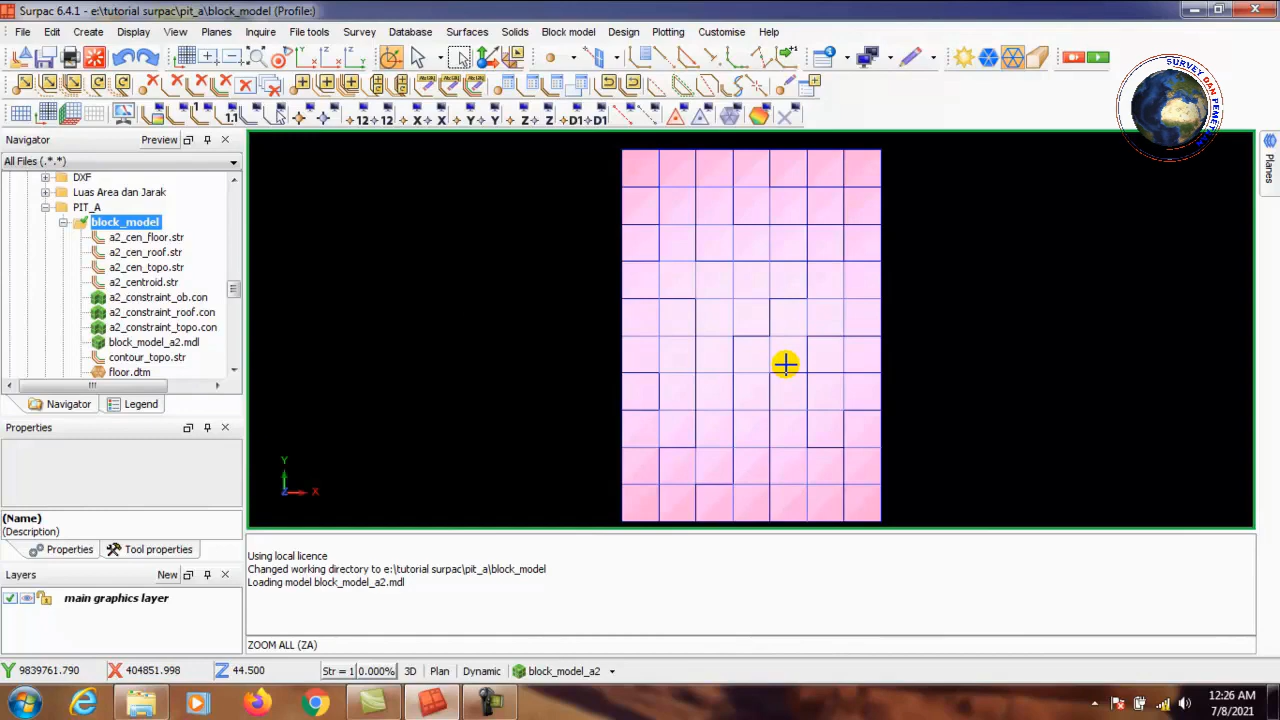 Surpac 6.4.1 - e:\tutorial surpac\pit_a\block_model (Profile:)
File Edit Create Display View Planes Inquire File tools Survey Database Surfaces Solids Block model Design Plotting Customise Help
SURVEY DAN PEMETAAN
Navigator Preview
All Files (.*.*)
DXF
Luas Area dan Jarak
PIT_A
block_model
a2_cen_floor.str
a2_cen_roof.str
a2_cen_topo.str
a2_centroid.str
a2_constraint_ob.con
a2_constraint_roof.con
a2_constraint_topo.con
block_model_a2.mdl
contour_topo.str
floor.dtm
Navigator Legend
Properties
(Name)
(Description)
Properties Tool properties
Layers New
main graphics layer
Planes
Y
Z X
Using local licence
Changed working directory to e:\tutorial surpac\pit_a\block_model
Loading model block_model_a2.mdl
ZOOM ALL (ZA)
Y 9839761.790 X 404851.998 Z 44.500 Str = 1 0.000% 3D Plan Dynamic block_model_a2
12:26 AM
7/8/2021